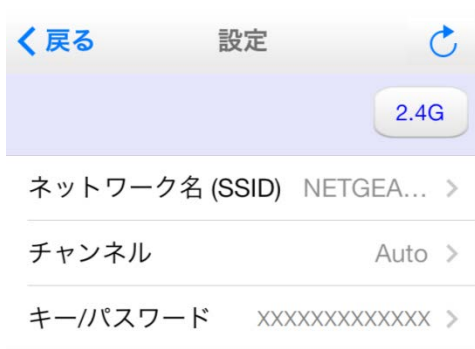 戻る 設定
2.4G
ネットワーク名 (SSID) NETGEA...
チャンネル Auto
キー/パスワード XXXXXXXXXXXXX